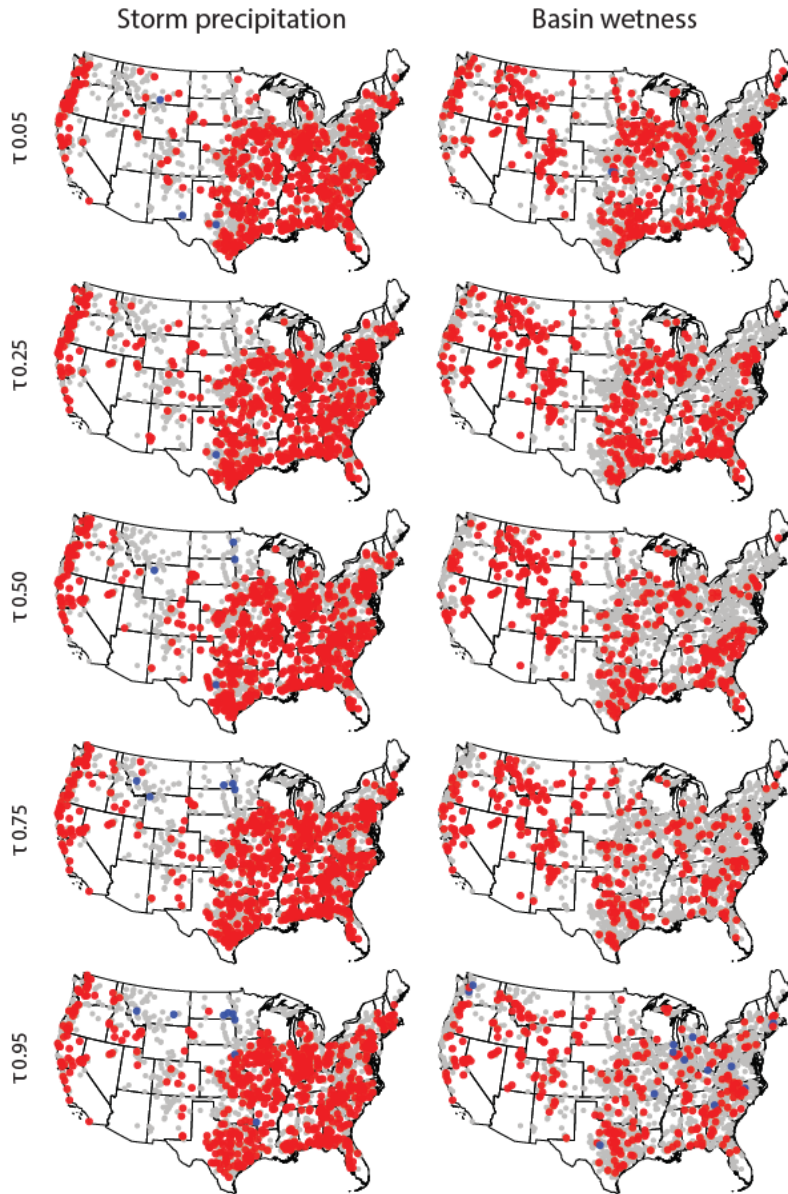 Storm precipitation
Basin wetness
τ 0.05
τ 0.25
τ 0.50
τ 0.75
τ 0.95